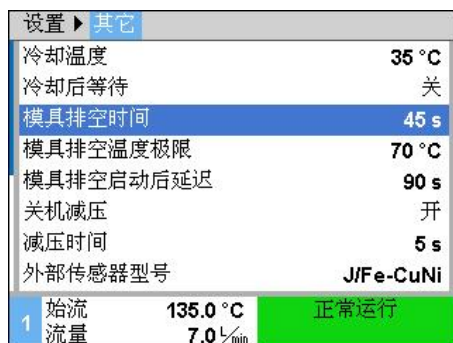 设置 ▶ 其它
冷却温度 35 °C
冷却后等待 关
模具排空时间 45 s
模具排空温度极限 70 °C
模具排空启动后延迟 90 s
关机减压 开
减压时间 5 s
外部传感器型号 J/Fe-CuNi
1 始流 135.0 °C 正常运行
流量 7.0 L/min